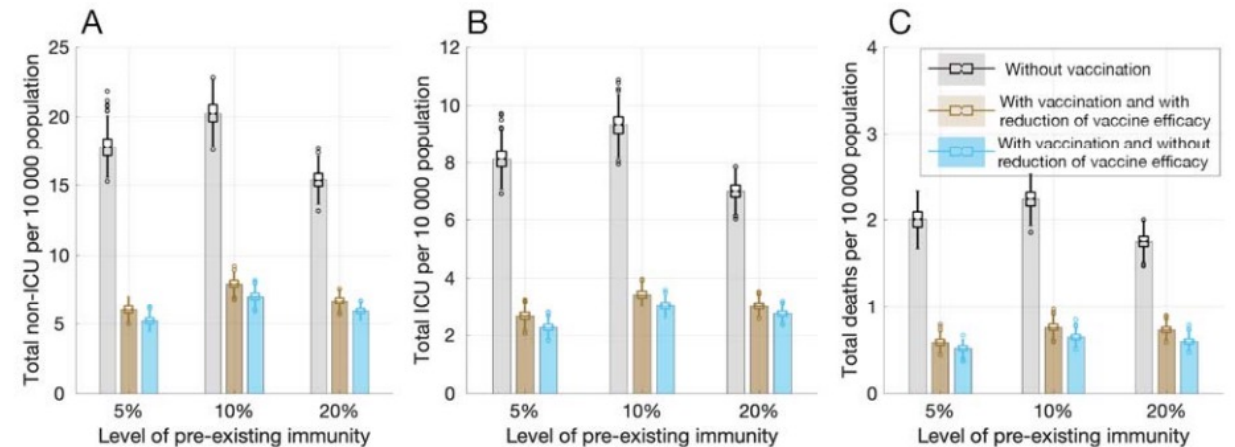 A
B
C
Total non-ICU per 10 000 population
25
20
15
10
5
0
5%
10%
20%
Level of pre-existing immunity
Total ICU per 10 000 population
12
10
8
6
4
2
0
5%
10%
20%
Level of pre-existing immunity
Total deaths per 10 000 population
4
3
2
1
0
5%
10%
20%
Level of pre-existing immunity
Without vaccination
With vaccination and with
reduction of vaccine efficacy
With vaccination and without
reduction of vaccine efficacy